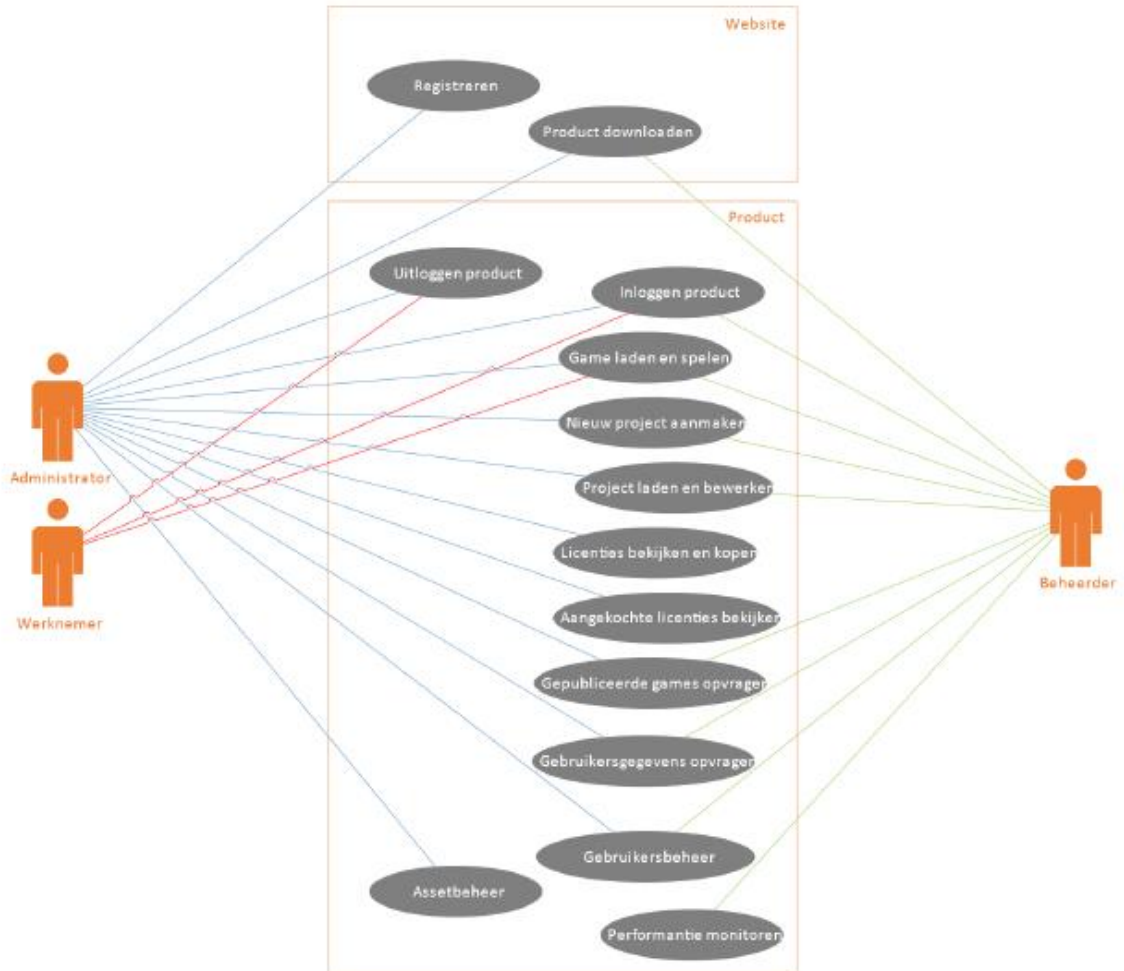 Website
Registreren
Product downloaden
Product
Uitloggen product
Inloggen product
Game laden en spelen
Nieuw project aanmaken
Project laden en bewerken
Administrator
Licenties bekijken en kopen
Beheerder
Aangekochte licenties bekijken
Werknemer
Gepubliceerde games opvragen
Gebruikersgegevens opvragen
Gebruikersbeheer
Assetbeheer
Performantie monitoren